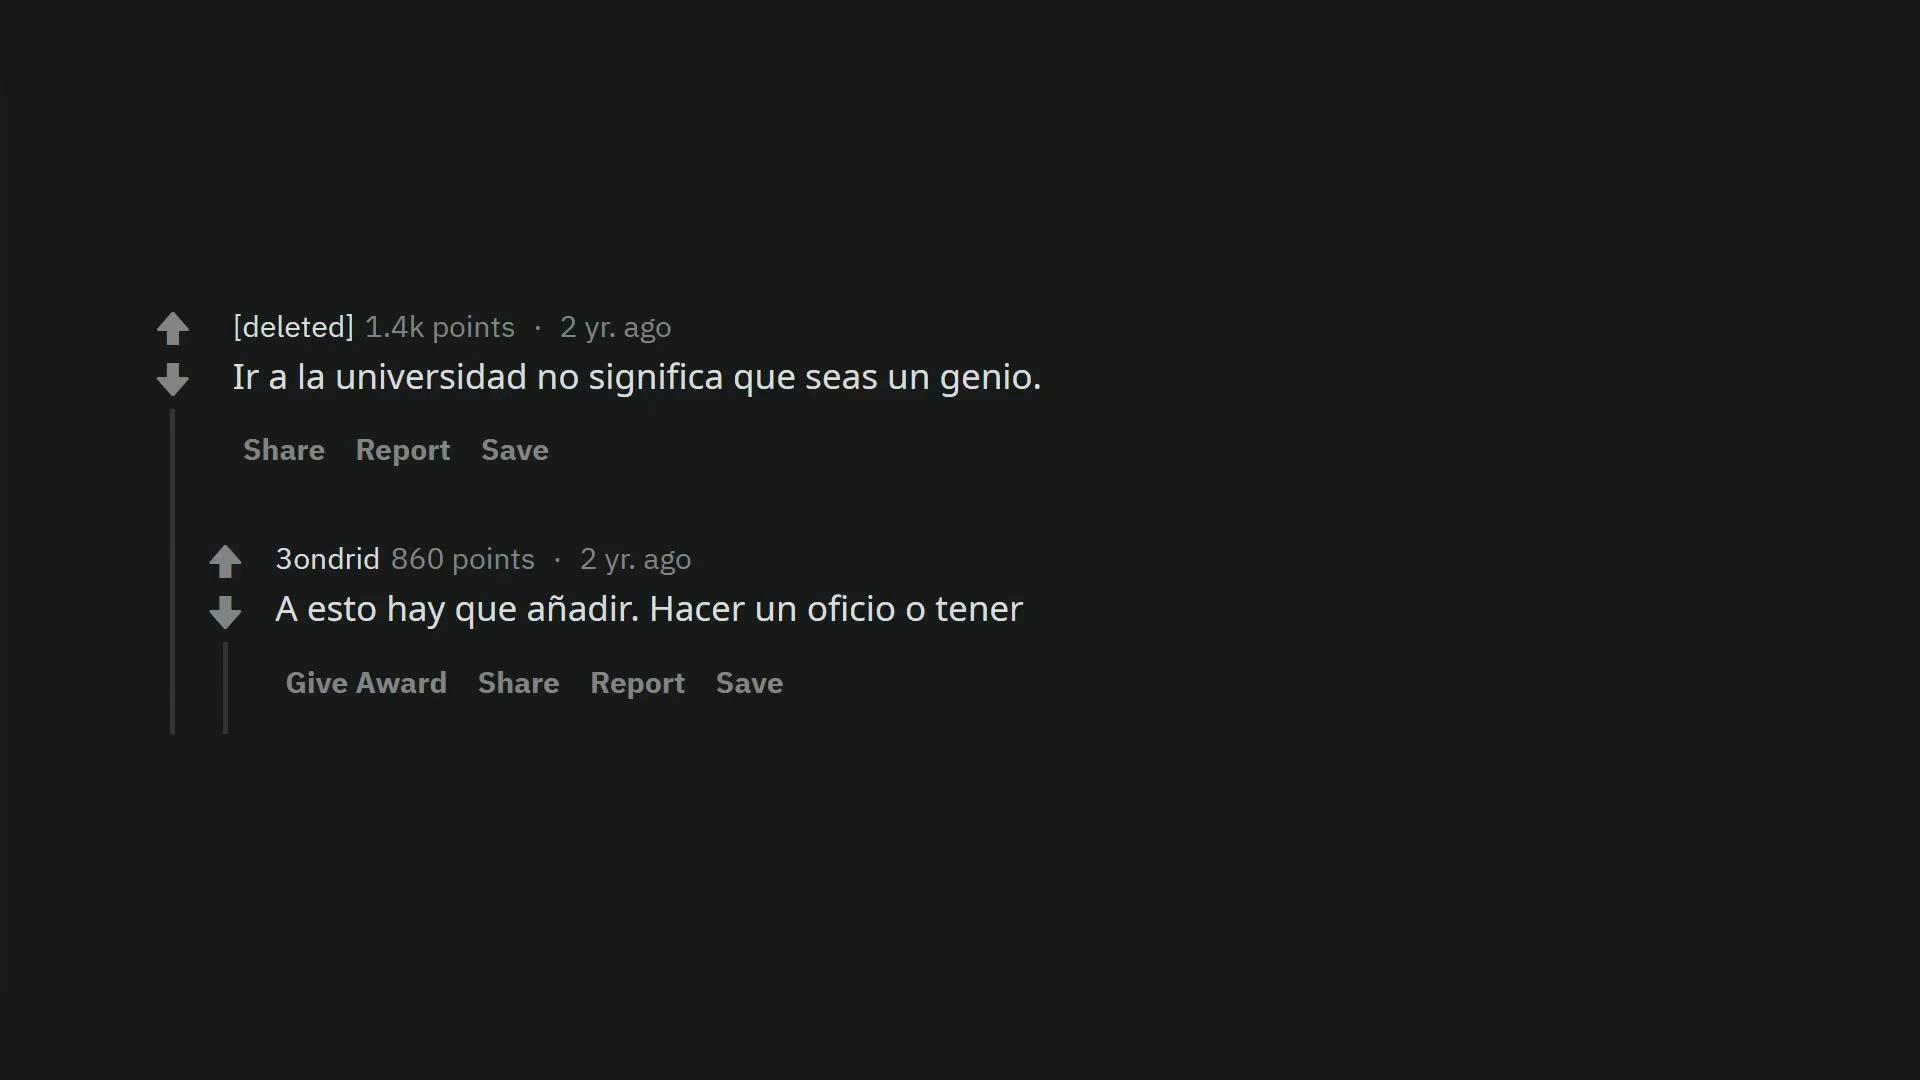 [deleted] 1.4k points · 2 yr. ago
Ir a la universidad no significa que seas un genio.
Share Report Save
3ondrid 860 points · 2 yr. ago
A esto hay que añadir. Hacer un oficio o tener
Give Award Share Report Save